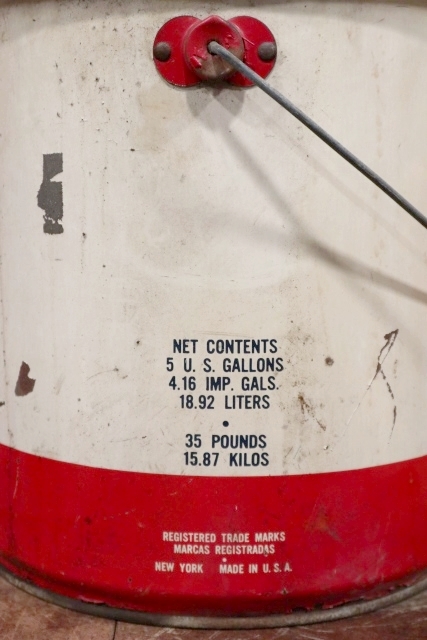 NET CONTENTS
5 U. S. GALLONS
4.16 IMP. GALS.
18.92 LITERS
•
35 POUNDS
15.87 KILOS
REGISTERED TRADE MARKS
MARCAS REGISTRADAS
•
NEW YORK MADE IN U. S. A.